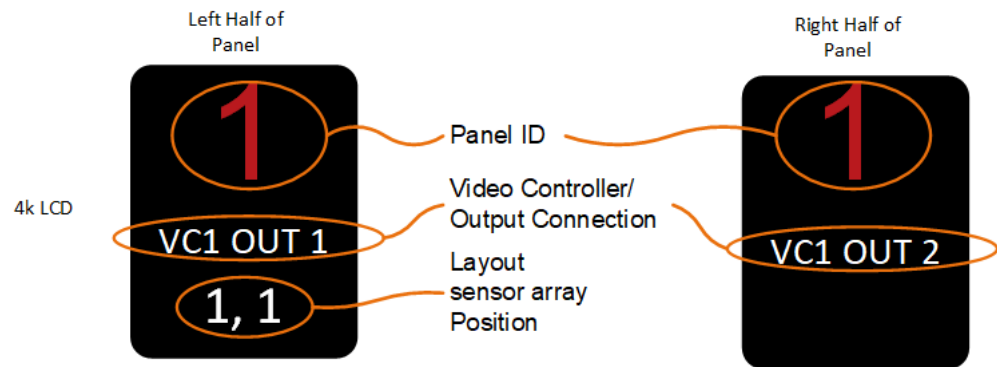 Left Half of
Panel
Right Half of
Panel
1
1
Panel ID
4k LCD
Video Controller/
Output Connection
VC1 OUT 1
VC1 OUT 2
Layout
sensor array
Position
1, 1